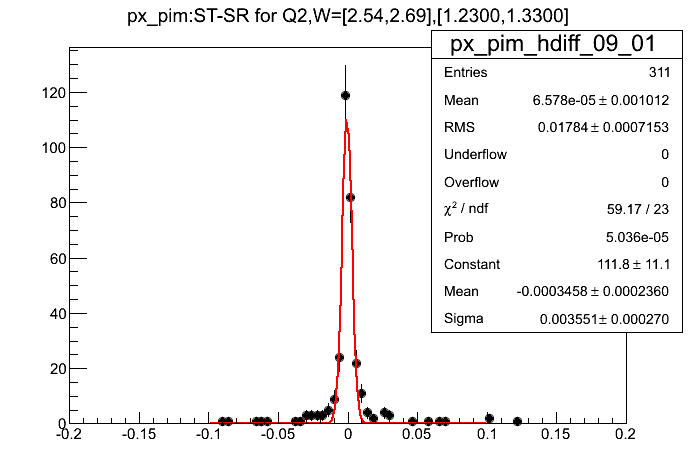 px_pim:ST-SR for Q2,W=[2.54,2.69],[1.2300,1.3300]
px_pim_hdiff_09_01
Entries 311
Mean 6.578e-05 ± 0.001012
RMS 0.01784 ± 0.0007153
Underflow 0
Overflow 0
χ² / ndf 59.17 / 23
Prob 5.036e-05
Constant 111.8 ± 11.1
Mean -0.0003458 ± 0.0002360
Sigma 0.003551 ± 0.000270
120
100
80
60
40
20
0
-0.2 -0.15 -0.1 -0.05 0 0.05 0.1 0.15 0.2